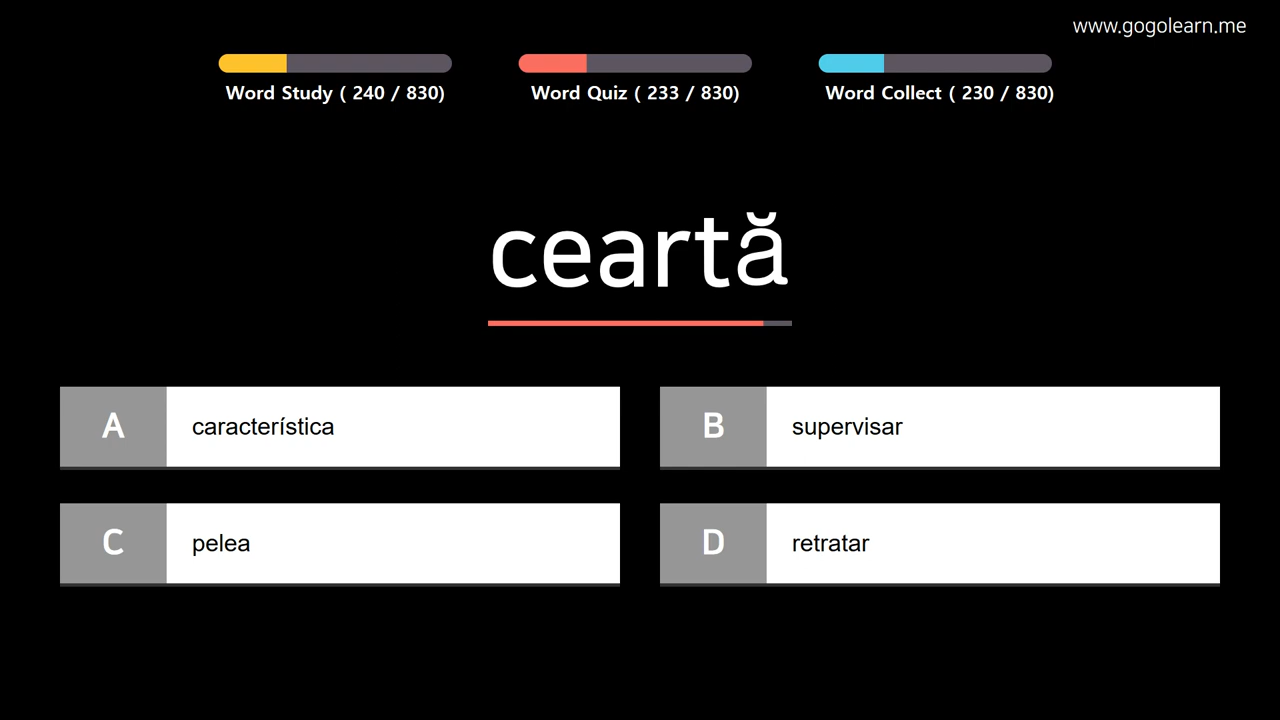 www.gogolearn.me
Word Study ( 240 / 830)
Word Quiz ( 233 / 830)
Word Collect ( 230 / 830)
ceartă
A característica
B supervisar
C pelea
D retratar